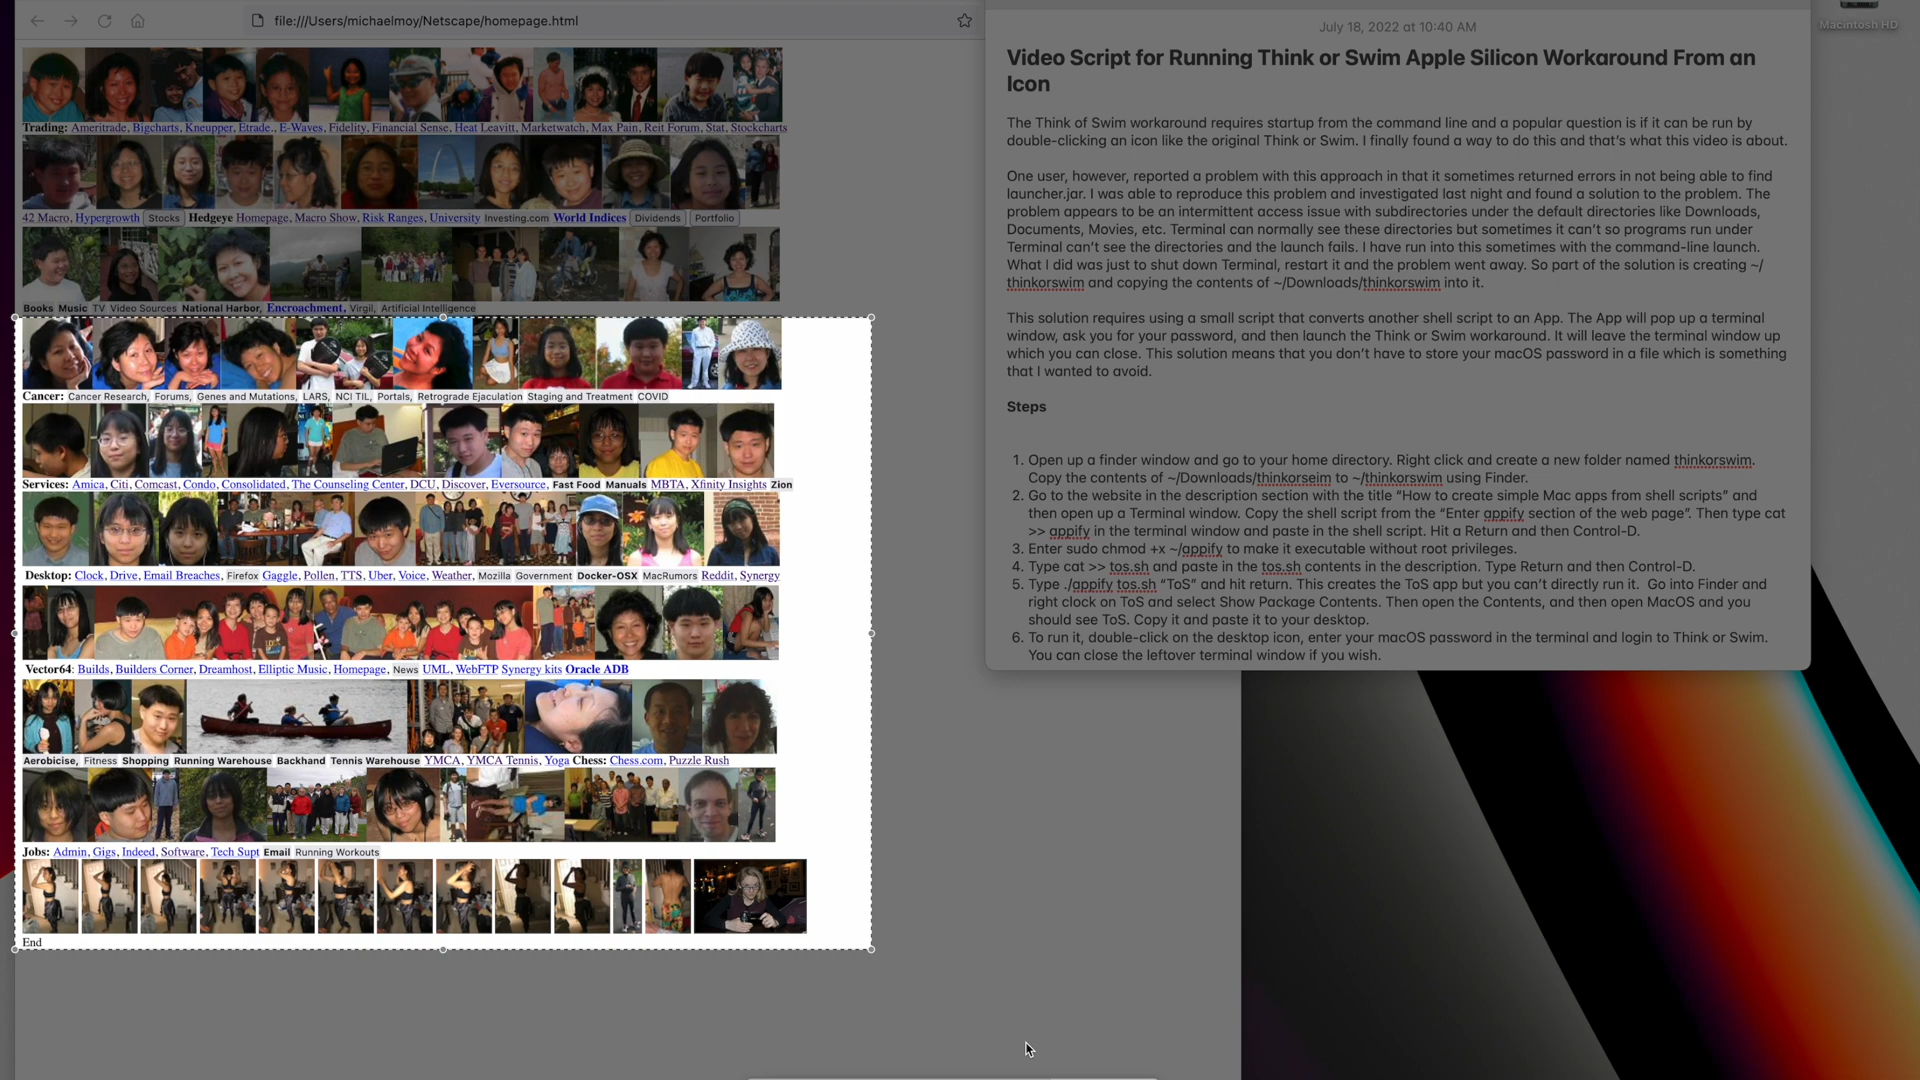 file:///Users/michaelmoy/Netscape/homepage.html
Trading: Ameritrade, Bigcharts, Kneupper, Etrade., E-Waves, Fidelity, Financial Sense, Heat Leavitt, Marketwatch, Max Pain, Reit Forum, Stat, Stockcharts
42 Macro, Hypergrowth Stocks Hedgeye Homepage, Macro Show, Risk Ranges, University Investing.com World Indices Dividends Portfolio
Books Music TV Video Sources National Harbor, Encroachment, Virgil, Artificial Intelligence
Cancer: Cancer Research, Forums, Genes and Mutations, LARS, NCI TIL, Portals, Retrograde Ejaculation Staging and Treatment COVID
Services: Amica, Citi, Comcast, Condo, Consolidated, The Counseling Center, DCU, Discover, Eversource, Fast Food Manuals MBTA, Xfinity Insights Zion
Desktop: Clock, Drive, Email Breaches, Firefox Gaggle, Pollen, TTS, Uber, Voice, Weather, Mozilla Government Docker-OSX MacRumors Reddit, Synergy
Vector64: Builds, Builders Corner, Dreamhost, Elliptic Music, Homepage, News UML, WebFTP Synergy kits Oracle ADB
Aerobicise, Fitness Shopping Running Warehouse Backhand Tennis Warehouse YMCA, YMCA Tennis, Yoga Chess: Chess.com, Puzzle Rush
Jobs: Admin, Gigs, Indeed, Software, Tech Supt Email Running Workouts
End
July 18, 2022 at 10:40 AM
Video Script for Running Think or Swim Apple Silicon Workaround From an
Icon
The Think of Swim workaround requires startup from the command line and a popular question is if it can be run by
double-clicking an icon like the original Think or Swim. I finally found a way to do this and that's what this video is about.
One user, however, reported a problem with this approach in that it sometimes returned errors in not being able to find
launcher.jar. I was able to reproduce this problem and investigated last night and found a solution to the problem. The
problem appears to be an intermittent access issue with subdirectories under the default directories like Downloads,
Documents, Movies, etc. Terminal can normally see these directories but sometimes it can't so programs run under
Terminal can't see the directories and the launch fails. I have run into this sometimes with the command-line launch.
What I did was just to shut down Terminal, restart it and the problem went away. So part of the solution is creating ~/
thinkorswim and copying the contents of ~/Downloads/thinkorswim into it.
This solution requires using a small script that converts another shell script to an App. The App will pop up a terminal
window, ask you for your password, and then launch the Think or Swim workaround. It will leave the terminal window up
which you can close. This solution means that you don't have to store your macOS password in a file which is something
that I wanted to avoid.
Steps
1. Open up a finder window and go to your home directory. Right click and create a new folder named thinkorswim.
Copy the contents of ~/Downloads/thinkorseim to ~/thinkorswim using Finder.
2. Go to the website in the description section with the title "How to create simple Mac apps from shell scripts" and
then open up a Terminal window. Copy the shell script from the "Enter appify section of the web page". Then type cat
>> appify in the terminal window and paste in the shell script. Hit a Return and then Control-D.
3. Enter sudo chmod +x ~/appify to make it executable without root privileges.
4. Type cat >> tos.sh and paste in the tos.sh contents in the description. Type Return and then Control-D.
5. Type ./appify tos.sh "ToS" and hit return. This creates the ToS app but you can't directly run it. Go into Finder and
right clock on ToS and select Show Package Contents. Then open the Contents, and then open MacOS and you
should see ToS. Copy it and paste it to your desktop.
6. To run it, double-click on the desktop icon, enter your macOS password in the terminal and login to Think or Swim.
You can close the leftover terminal window if you wish.
Macintosh HD